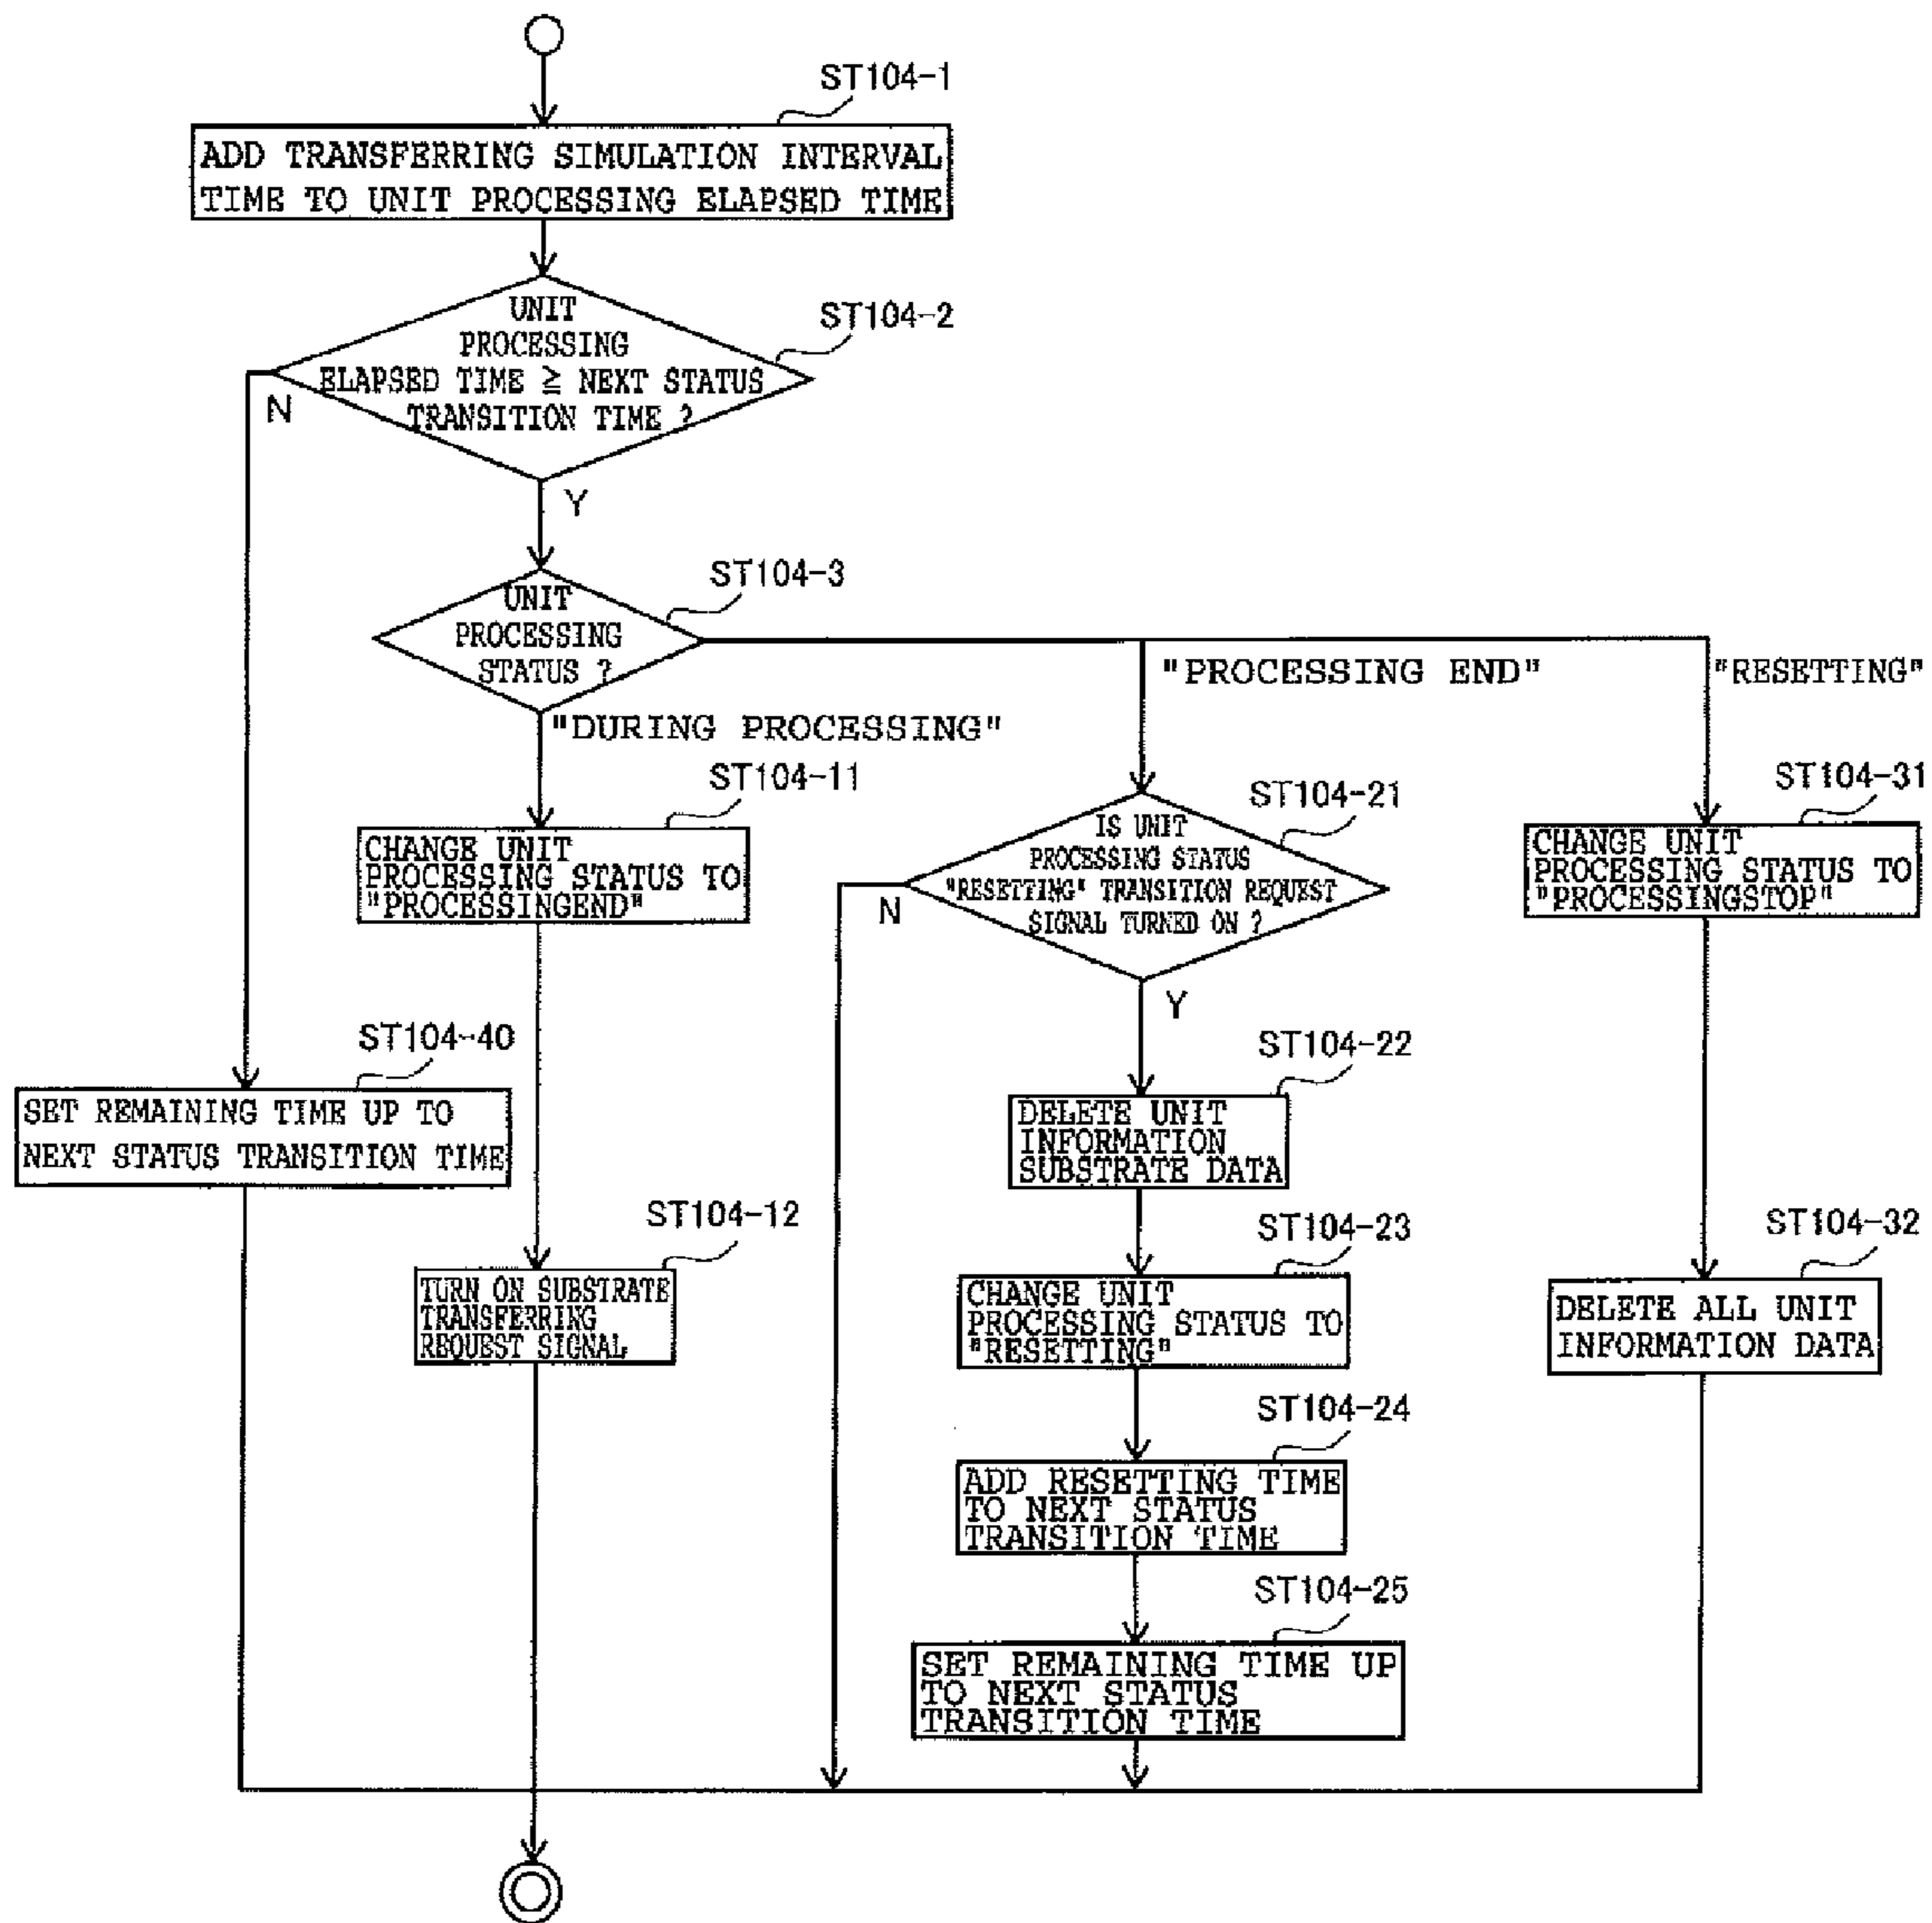 ST104-1
ADD TRANSFERRING SIMULATION INTERVAL
TIME TO UNIT PROCESSING ELAPSED TIME
ST104-2
UNIT
PROCESSING
ELAPSED TIME ≧ NEXT STATUS
TRANSITION TIME ?
N
Y
ST104-3
UNIT
PROCESSING
STATUS ?
"PROCESSING END"
"RESETTING"
"DURING PROCESSING"
ST104-11
CHANGE UNIT
PROCESSING STATUS TO
"PROCESSINGEND"
ST104-21
IS UNIT
PROCESSING STATUS
"RESETTING" TRANSITION REQUEST
SIGNAL TURNED ON ?
N
Y
ST104-31
CHANGE UNIT
PROCESSING STATUS TO
"PROCESSINGSTOP"
ST104-40
SET REMAINING TIME UP TO
NEXT STATUS TRANSITION TIME
ST104-22
DELETE UNIT
INFORMATION
SUBSTRATE DATA
ST104-12
TURN ON SUBSTRATE
TRANSFERRING
REQUEST SIGNAL
ST104-23
CHANGE UNIT
PROCESSING STATUS TO
"RESETTING"
ST104-32
DELETE ALL UNIT
INFORMATION DATA
ST104-24
ADD RESETTING TIME
TO NEXT STATUS
TRANSITION TIME
ST104-25
SET REMAINING TIME UP
TO NEXT STATUS
TRANSITION TIME